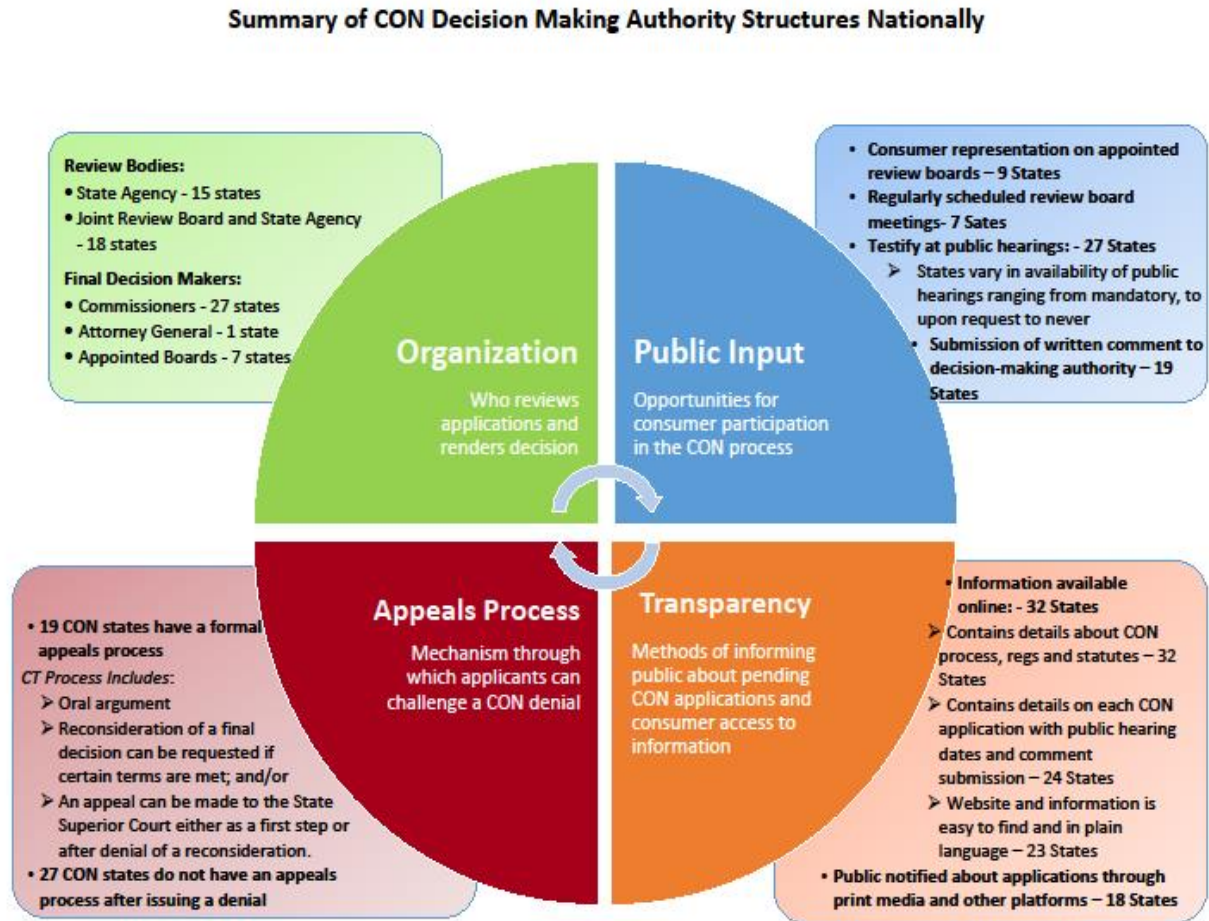 Summary of CON Decision Making Authority Structures Nationally
Review Bodies:
• State Agency - 15 states
• Joint Review Board and State Agency
- 18 states
Final Decision Makers:
• Commissioners - 27 states
• Attorney General - 1 state
• Appointed Boards - 7 states
Organization
Who reviews
applications and
renders decision
• Consumer representation on appointed
review boards – 9 States
• Regularly scheduled review board
meetings- 7 Sates
• Testify at public hearings: - 27 States
➢ States vary in availability of public
hearings ranging from mandatory, to
upon request to never
• Submission of written comment to
decision-making authority – 19
States
Public Input
Opportunities for
consumer participation
in the CON process
• 19 CON states have a formal
appeals process
CT Process Includes:
➢ Oral argument
➢ Reconsideration of a final
decision can be requested if
certain terms are met; and/or
➢ An appeal can be made to the State
Superior Court either as a first step or
after denial of a reconsideration.
• 27 CON states do not have an appeals
process after issuing a denial
Appeals Process
Mechanism through
which applicants can
challenge a CON denial
Transparency
Methods of informing
public about pending
CON applications and
consumer access to
information
• Information available
online: - 32 States
➢ Contains details about CON
process, regs and statutes – 32
States
➢ Contains details on each CON
application with public hearing
dates and comment
submission – 24 States
➢ Website and information is
easy to find and in plain
language – 23 States
• Public notified about applications through
print media and other platforms – 18 States